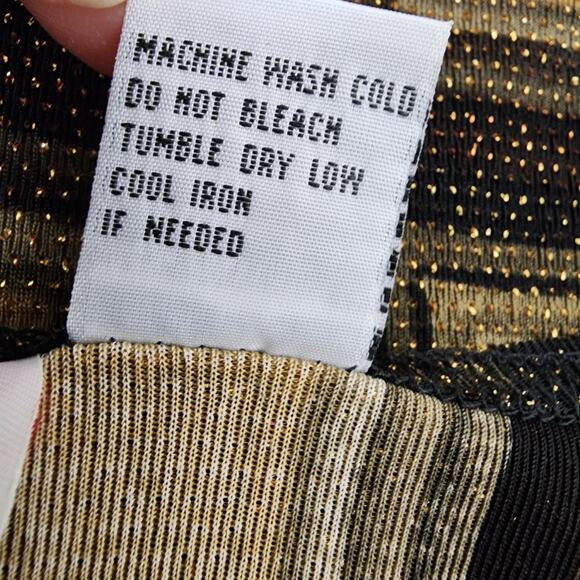 MACHINE WASH COLD
DO NOT BLEACH
TUMBLE DRY LOW
COOL IRON
IF NEEDED